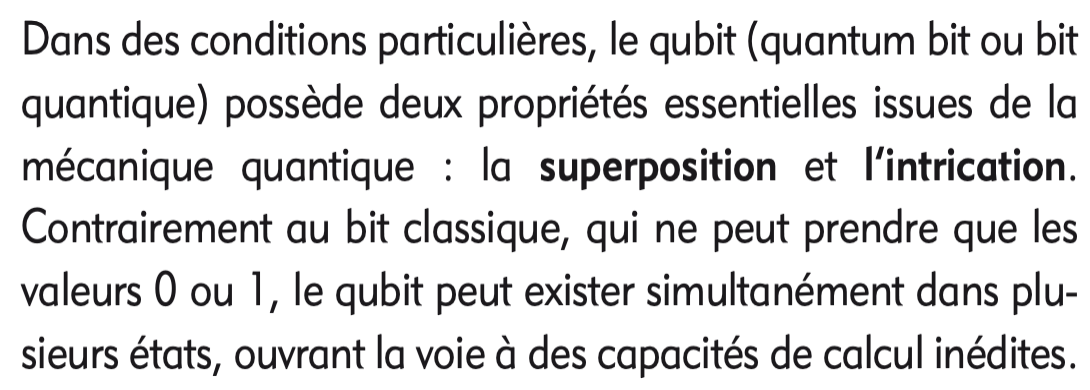 Dans des conditions particulières, le qubit (quantum bit ou bit
quantique) possède deux propriétés essentielles issues de la
mécanique quantique : la superposition et l'intrication.
Contrairement au bit classique, qui ne peut prendre que les
valeurs 0 ou 1, le qubit peut exister simultanément dans plu-
sieurs états, ouvrant la voie à des capacités de calcul inédites.